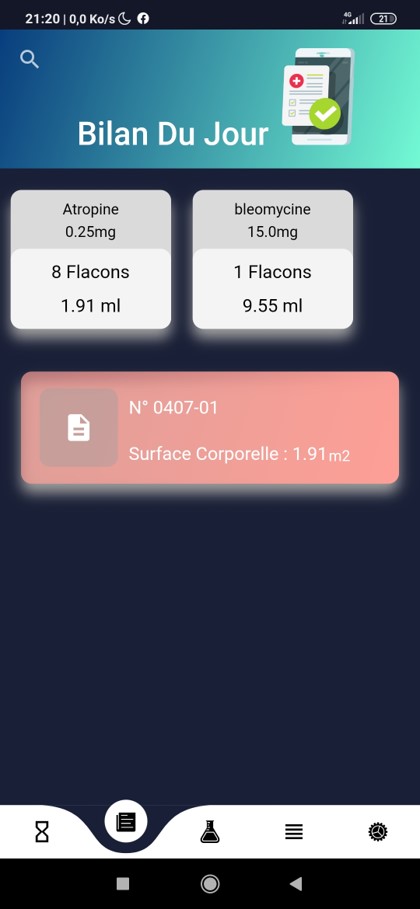 21:20 | 0,0 Ko/s
4G
21
Bilan Du Jour
Atropine
0.25mg
8 Flacons
1.91 ml
bleomycine
15.0mg
1 Flacons
9.55 ml
N° 0407-01
Surface Corporelle : 1.91m2